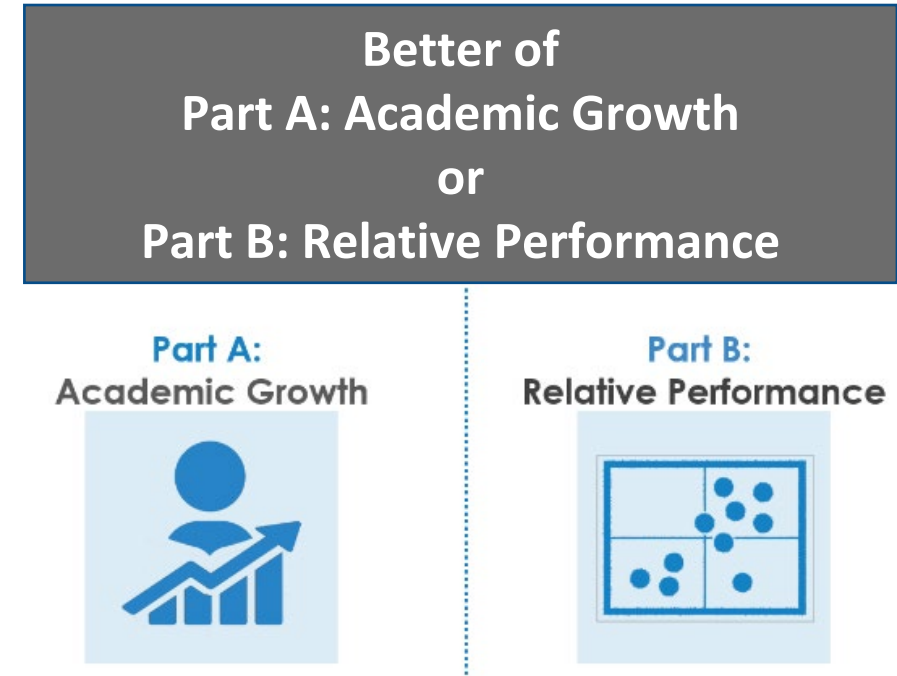 Better of
Part A: Academic Growth
or
Part B: Relative Performance
Part A:
Academic Growth
Part B:
Relative Performance